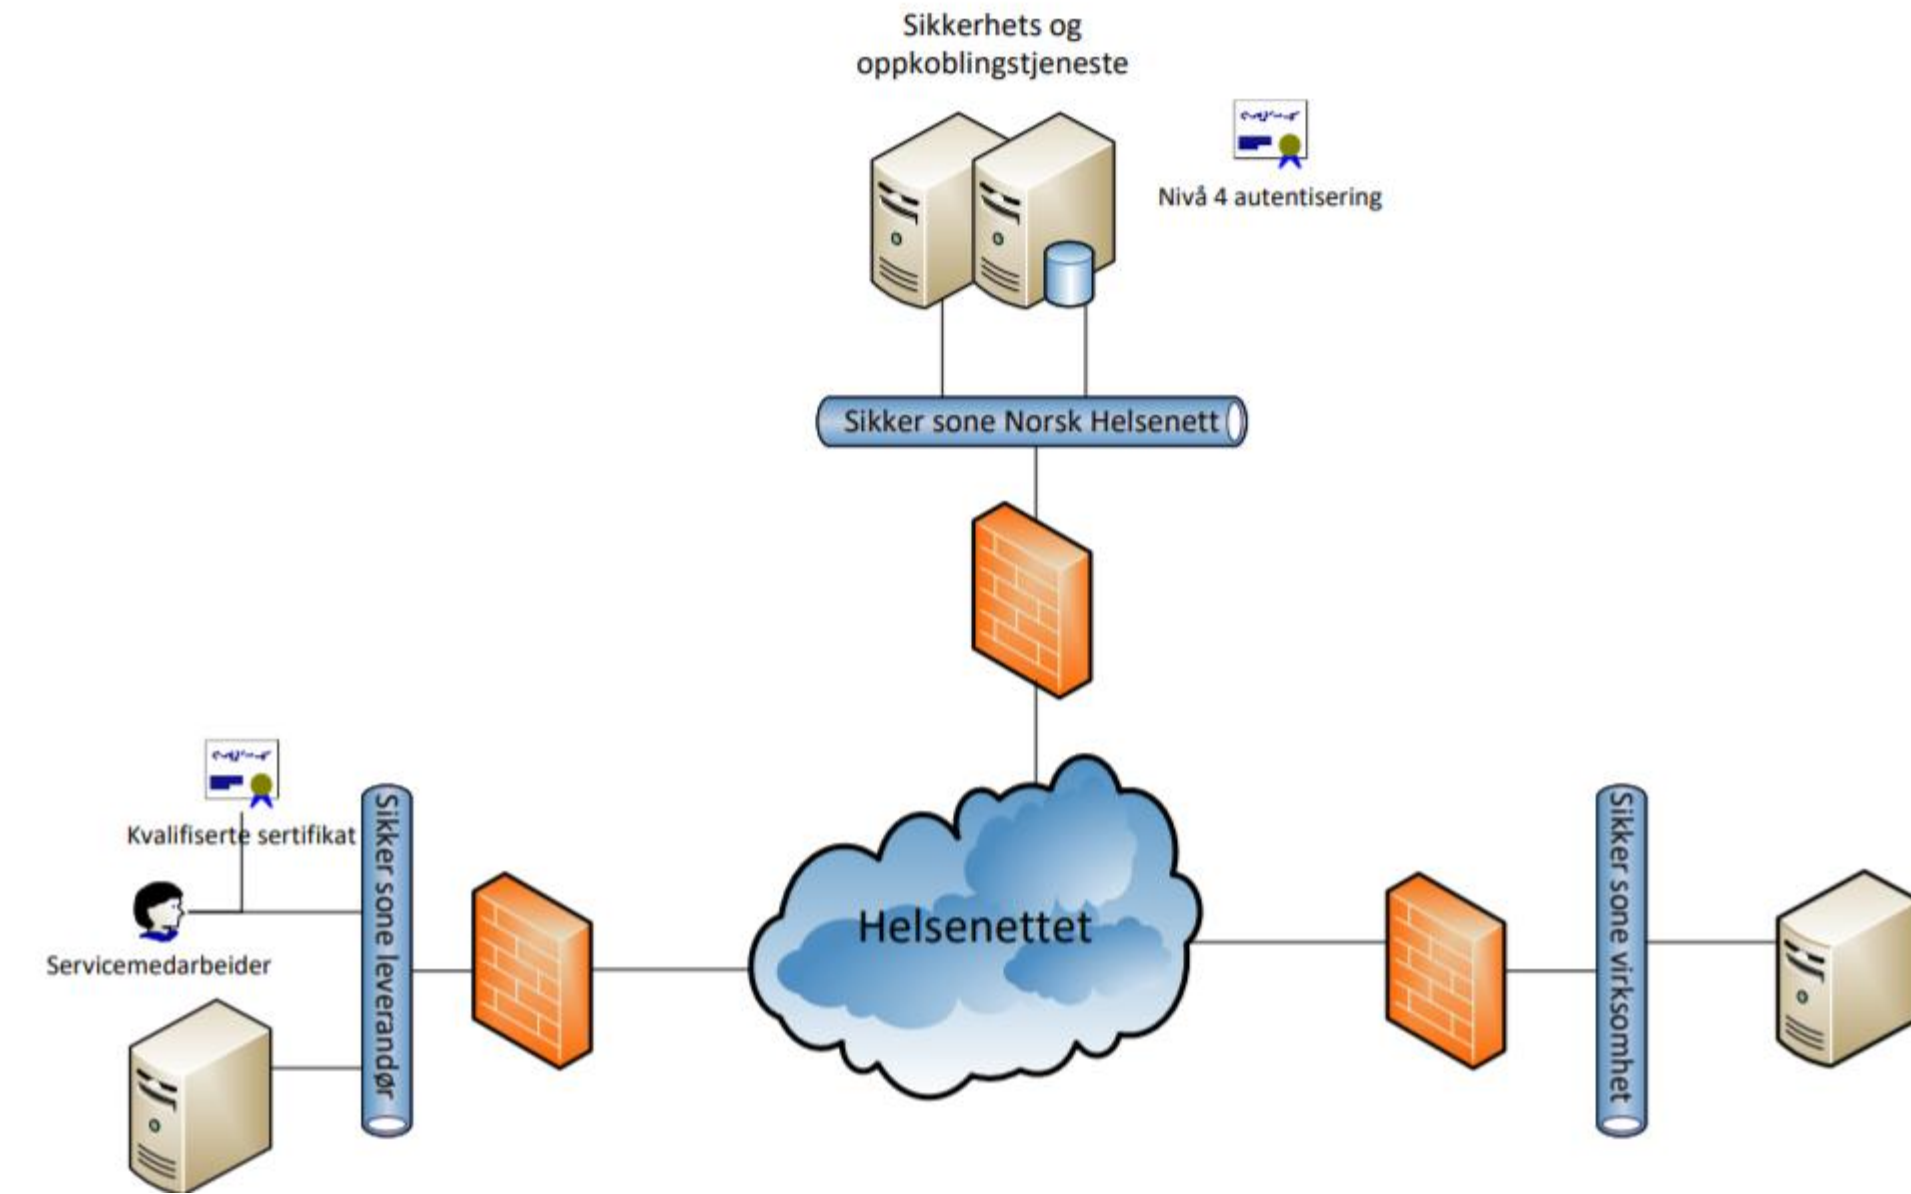 Sikkerhets og
oppkoblingstjeneste
Nivå 4 autentisering
Sikker sone Norsk Helsenett
Kvalifiserte sertifikat
Servicemedarbeider
Sikker sone leverandør
Helsenettet
Sikker sone virksomhet